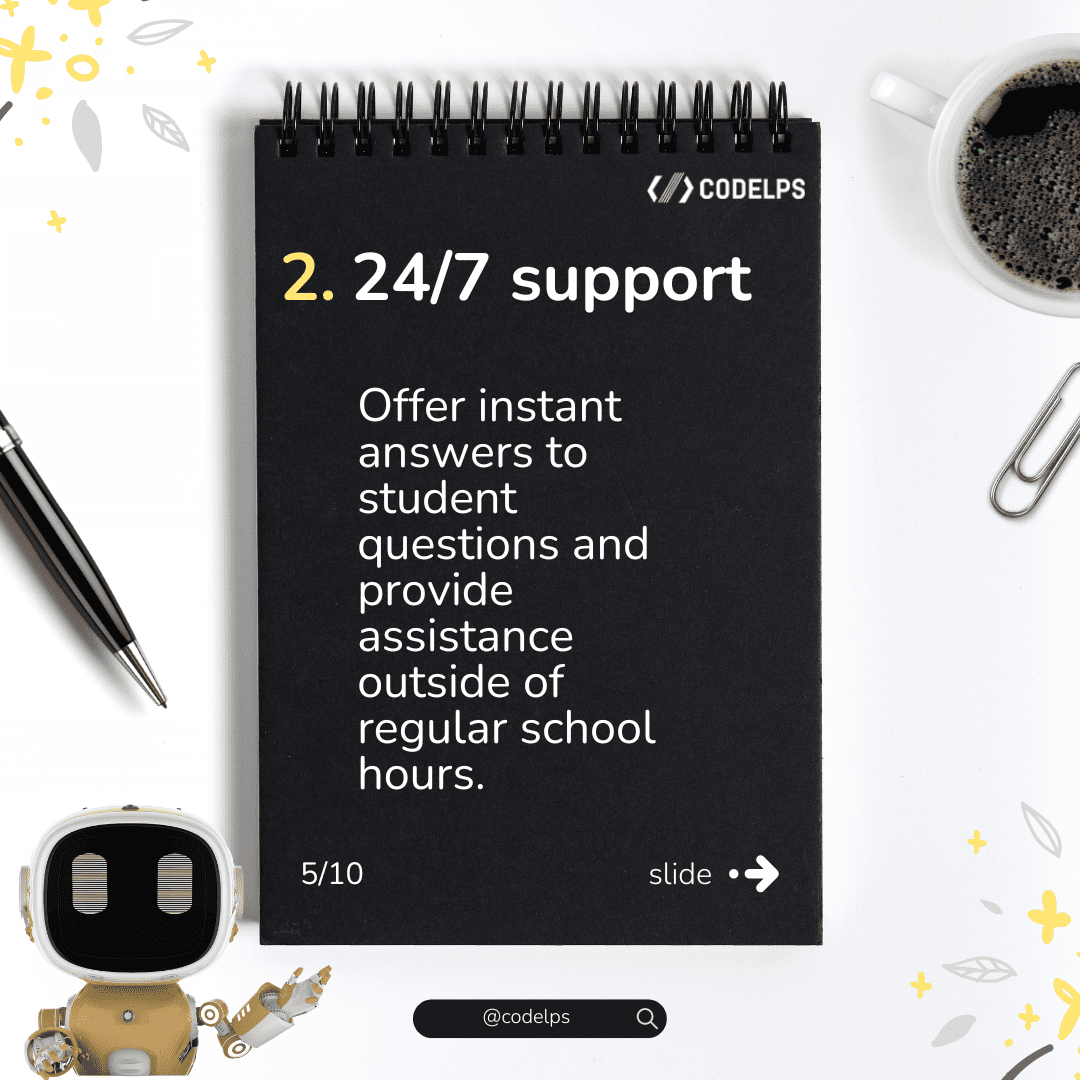 CODELPS
2. 24/7 support
Offer instant
answers to
student
questions and
provide
assistance
outside of
regular school
hours.
5/10
slide
@codelps